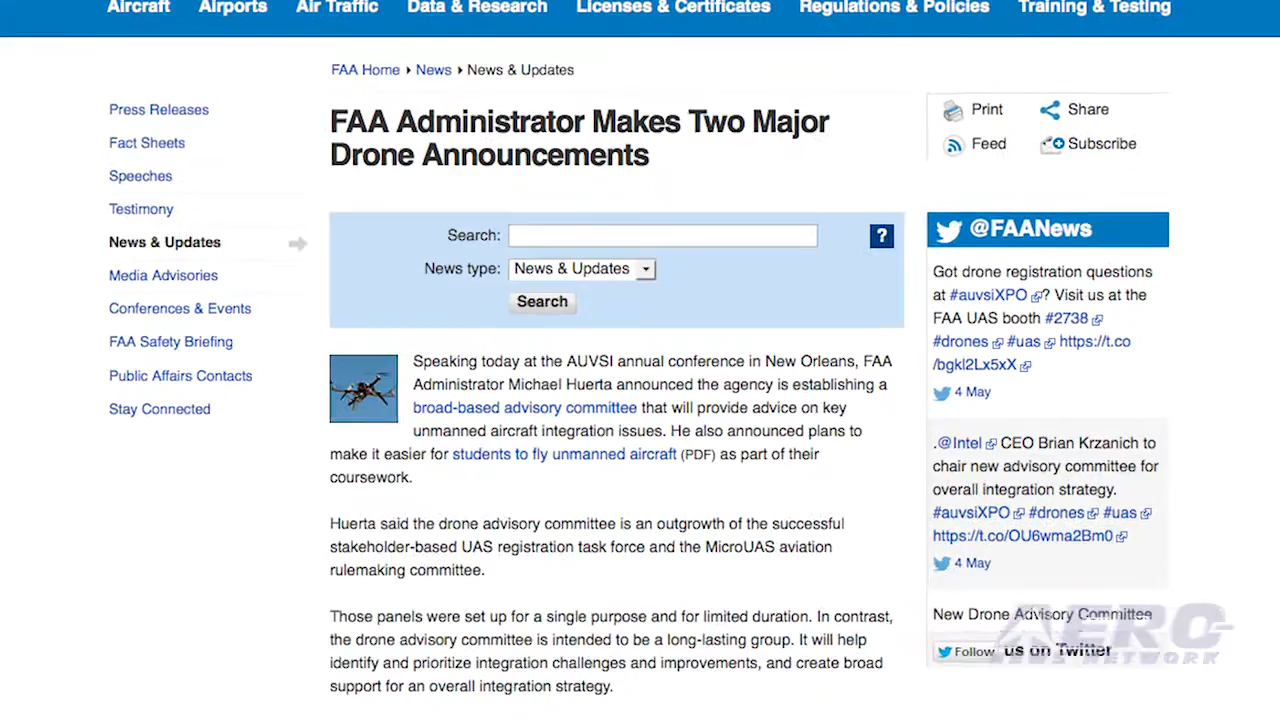 Aircraft Airports Air Traffic Data & Research Licenses & Certificates Regulations & Policies Training & Testing
FAA Home News News & Updates
Press Releases
Fact Sheets
Speeches
Testimony
News & Updates
Media Advisories
Conferences & Events
FAA Safety Briefing
Public Affairs Contacts
Stay Connected
FAA Administrator Makes Two Major
Drone Announcements
Search:
?
News type: News & Updates
Search
Speaking today at the AUVSI annual conference in New Orleans, FAA
Administrator Michael Huerta announced the agency is establishing a
broad-based advisory committee that will provide advice on key
unmanned aircraft integration issues. He also announced plans to
make it easier for students to fly unmanned aircraft (PDF) as part of their
coursework.
Huerta said the drone advisory committee is an outgrowth of the successful
stakeholder-based UAS registration task force and the MicroUAS aviation
rulemaking committee.
Those panels were set up for a single purpose and for limited duration. In contrast,
the drone advisory committee is intended to be a long-lasting group. It will help
identify and prioritize integration challenges and improvements, and create broad
support for an overall integration strategy.
Print Share
Feed Subscribe
@FAANews
Got drone registration questions
at #auvsiXPO ? Visit us at the
FAA UAS booth #2738
#drones #uas https://t.co
/bgkl2Lx5xX
4 May
.@Intel CEO Brian Krzanich to
chair new advisory committee for
overall integration strategy.
#auvsiXPO #drones #uas
https://t.co/OU6wma2Bm0
4 May
New Drone Advisory Committee
Follow us on Twitter
AERO
NETWORK